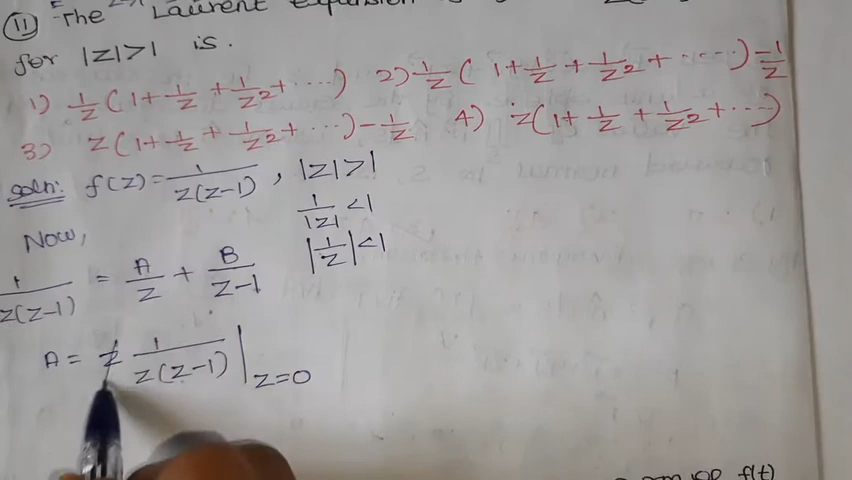 (11) The Laurent Expansion
for |z|>1 is.
1) 1/z (1+1/z+1/z²+.....) 2) 1/z (1+1/z+1/z²+.....)-1/z
3) z(1+1/z+1/z²+...)-1/z 4) z(1+1/z+1/z²+...)
soln: f(z)=1/z(z-1), |z|>1
1/|z|<1
Now, |1/z|<1
1/z(z-1) = A/z + B/z-1
A= z 1/z(z-1)|z=0
f(t)